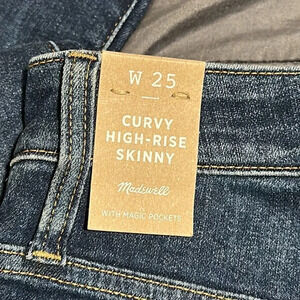 W 25
CURVY
HIGH-RISE
SKINNY
Madewell
WITH MAGIC POCKETS